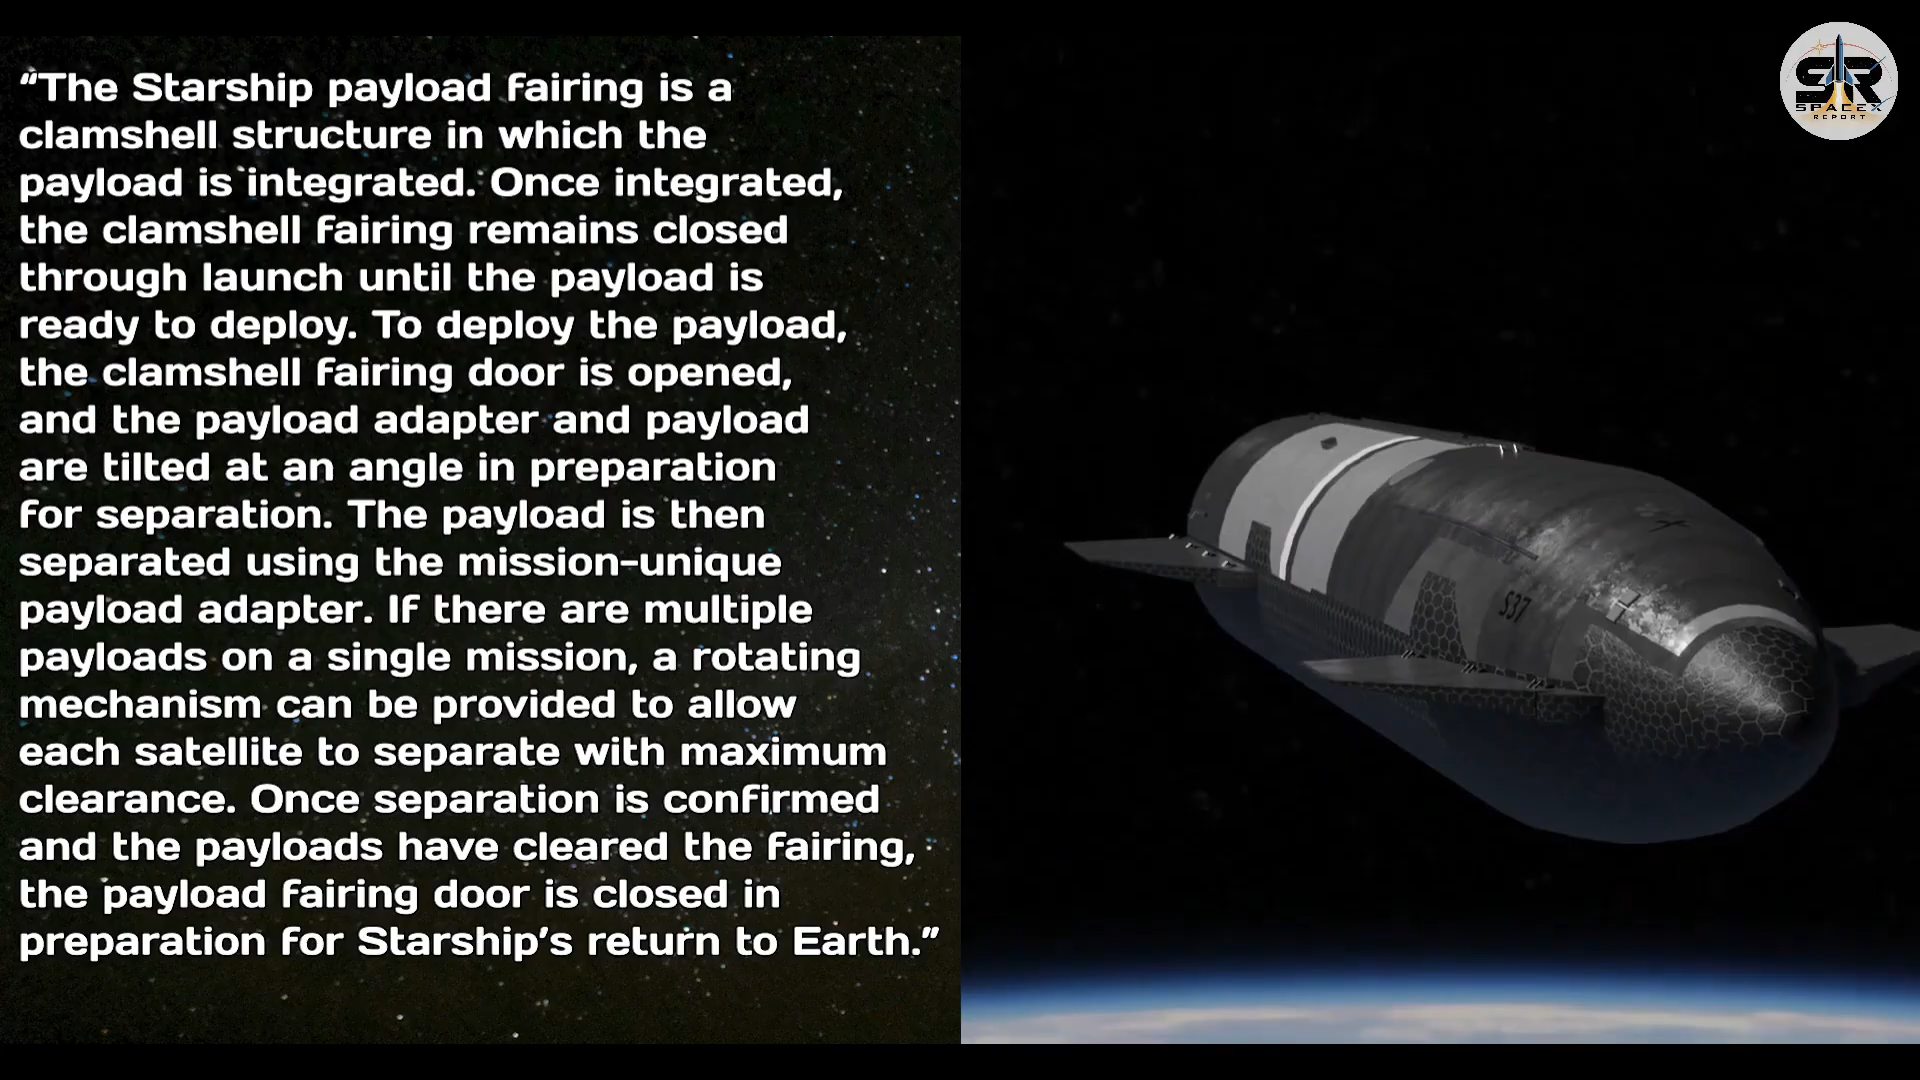 “The Starship payload fairing is a
clamshell structure in which the
payload is integrated. Once integrated,
the clamshell fairing remains closed
through launch until the payload is
ready to deploy. To deploy the payload,
the clamshell fairing door is opened,
and the payload adapter and payload
are tilted at an angle in preparation
for separation. The payload is then
separated using the mission-unique
payload adapter. If there are multiple
payloads on a single mission, a rotating
mechanism can be provided to allow
each satellite to separate with maximum
clearance. Once separation is confirmed
and the payloads have cleared the fairing,
the payload fairing door is closed in
preparation for Starship’s return to Earth.”
SR
SPACEX
REPORT
S37